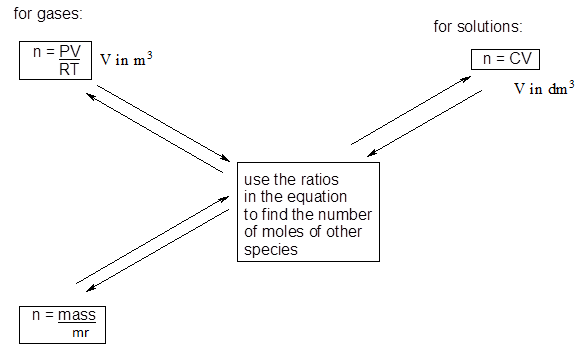 for gases:
for solutions:
n = PV
RT
V in m³
n = CV
V in dm³
use the ratios
in the equation
to find the number
of moles of other
species
n = mass
mr